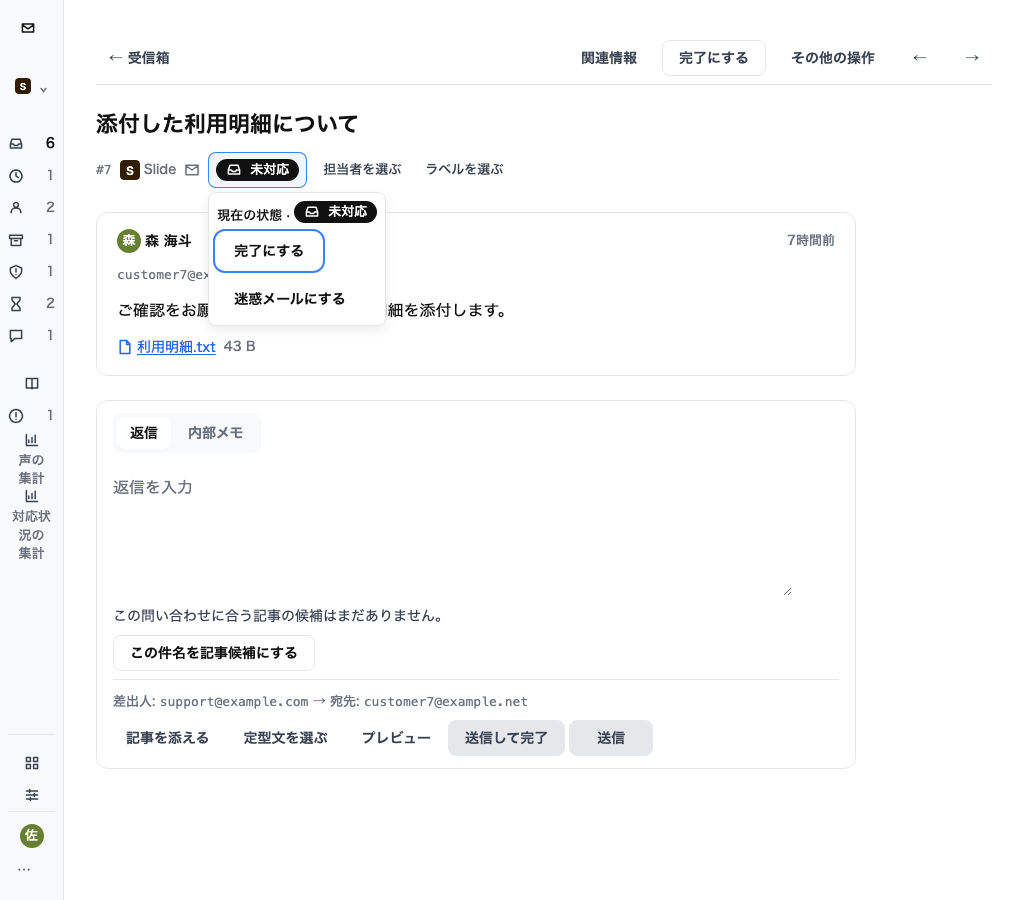 ← 受信箱
関連情報
完了にする
その他の操作
←
→
S
6
1
2
1
1
2
1
1
声の
集計
対応状
況の
集計
佐
…
添付した利用明細について
#7 S Slide 未対応 担当者を選ぶ ラベルを選ぶ
現在の状態 · 未対応
完了にする
迷惑メールにする
森 森 海斗
7時間前
customer7@ex
ご確認をお願
細を添付します。
利用明細.txt 43 B
返信 内部メモ
返信を入力
この問い合わせに合う記事の候補はまだありません。
この件名を記事候補にする
差出人: support@example.com → 宛先: customer7@example.net
記事を添える 定型文を選ぶ プレビュー 送信して完了 送信